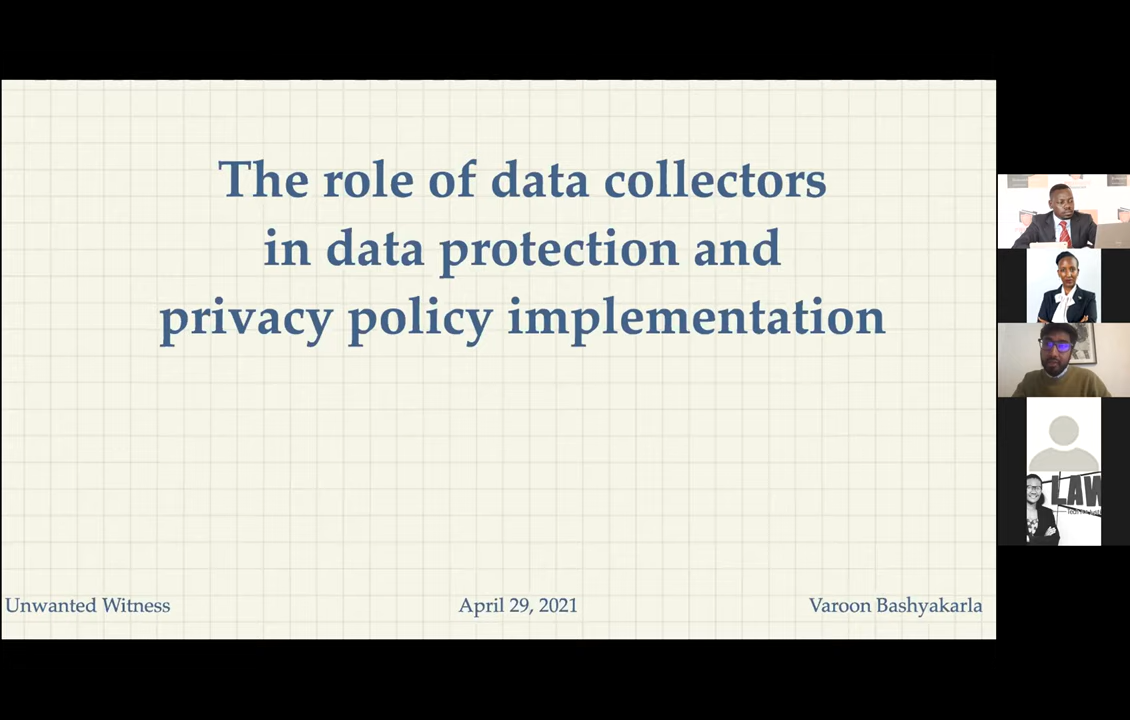 The role of data collectors
in data protection and
privacy policy implementation
Unwanted Witness
April 29, 2021
Varoon Bashyakarla
LAW